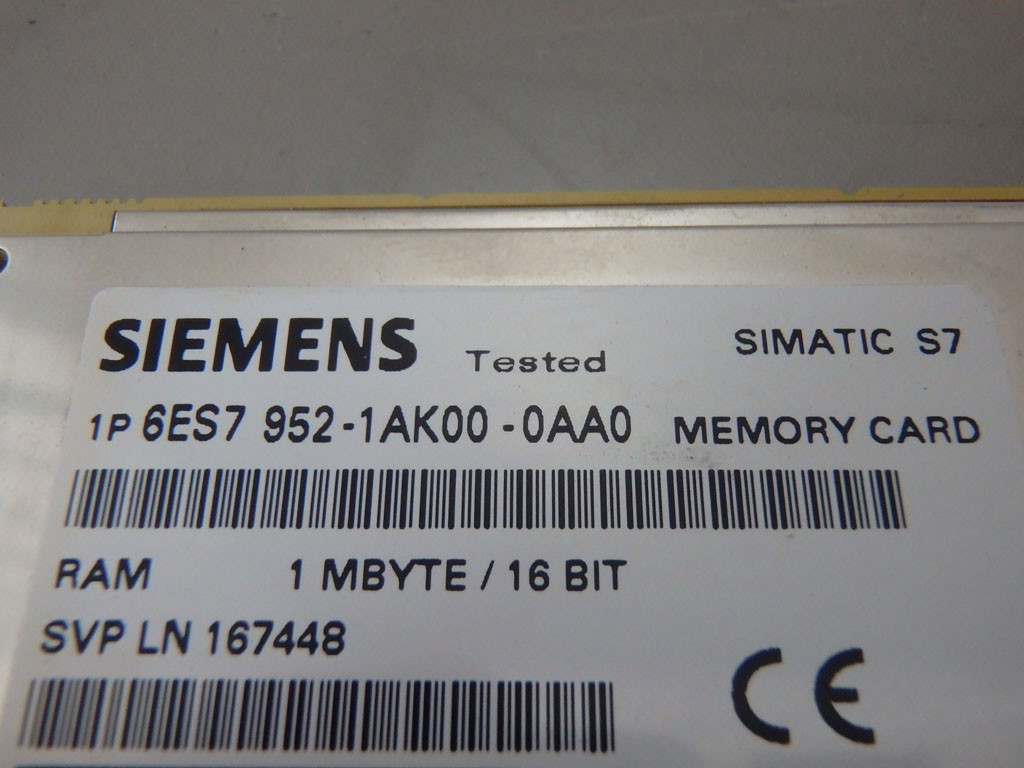 SIEMENS Tested SIMATIC S7
1P 6ES7 952-1AK00-0AA0 MEMORY CARD
RAM 1 MBYTE / 16 BIT
SVP LN 167448
CE